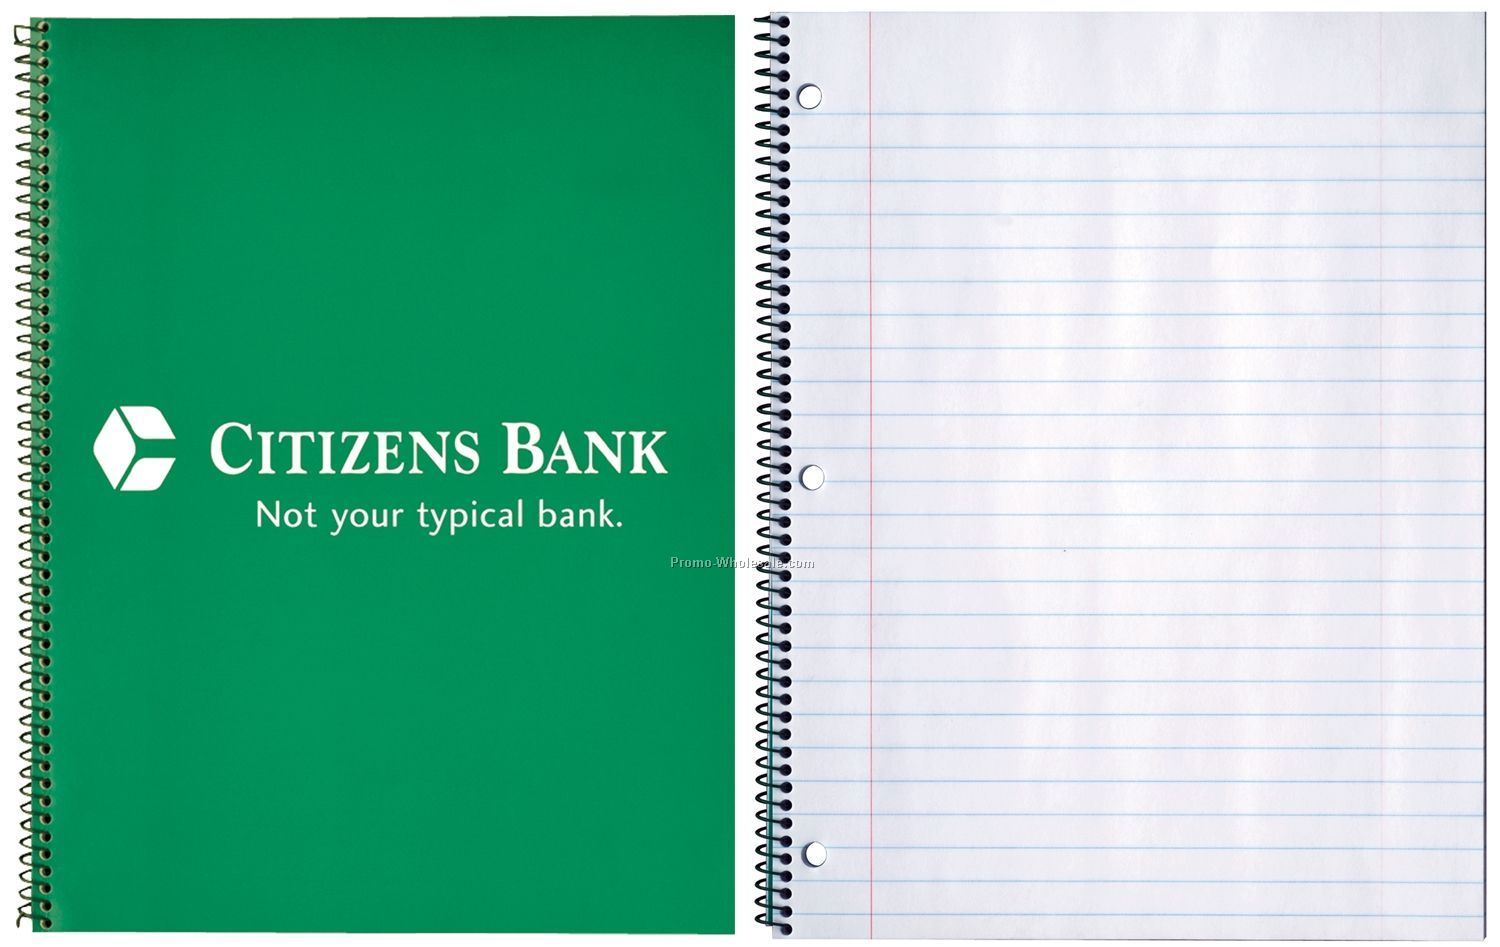 CITIZENS BANK
Not your typical bank.
Promo-Wholesale.com